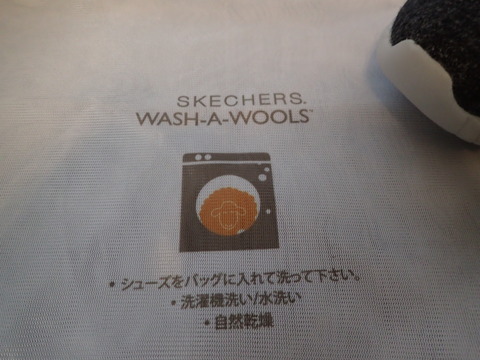 SKECHERS.
WASH-A-WOOLS™
• シューズをバッグに入れて洗って下さい。
• 洗濯機洗い/水洗い
• 自然乾燥